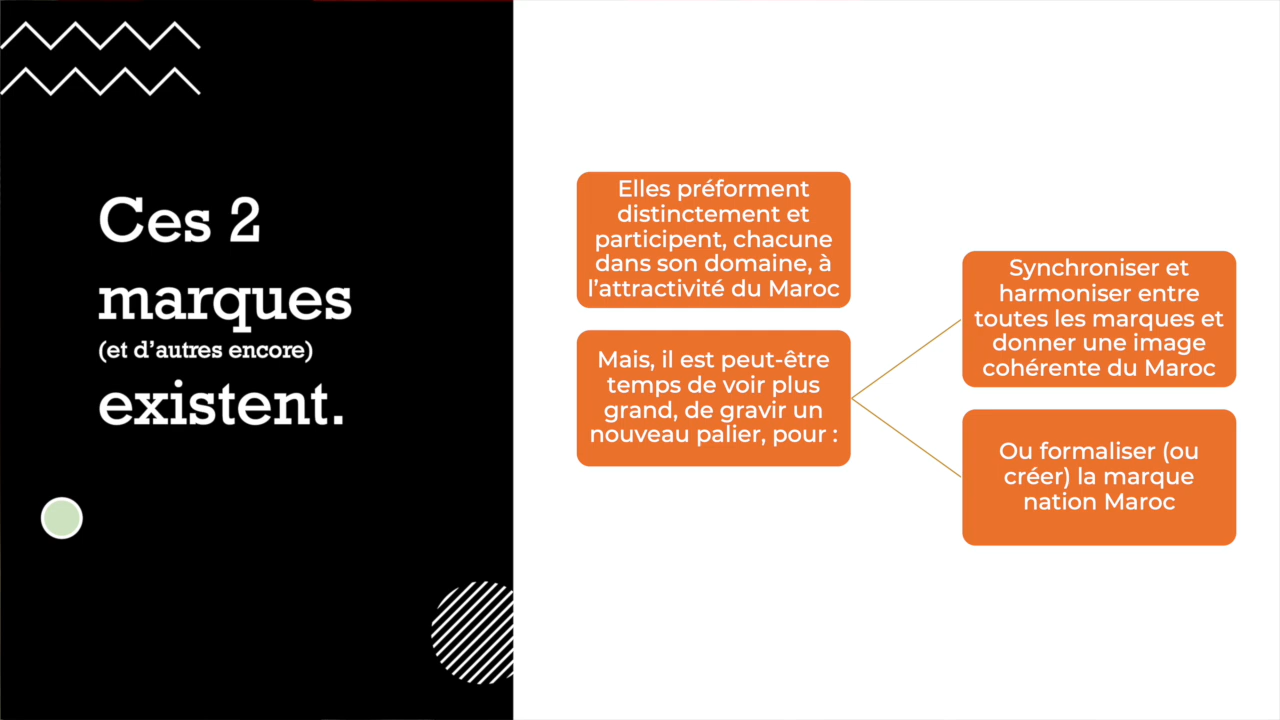 Ces 2
marques
(et d’autres encore)
existent.
Elles préforment
distinctement et
participent, chacune
dans son domaine, à
l’attractivité du Maroc
Mais, il est peut-être
temps de voir plus
grand, de gravir un
nouveau palier, pour :
Synchroniser et
harmoniser entre
toutes les marques et
donner une image
cohérente du Maroc
Ou formaliser (ou
créer) la marque
nation Maroc